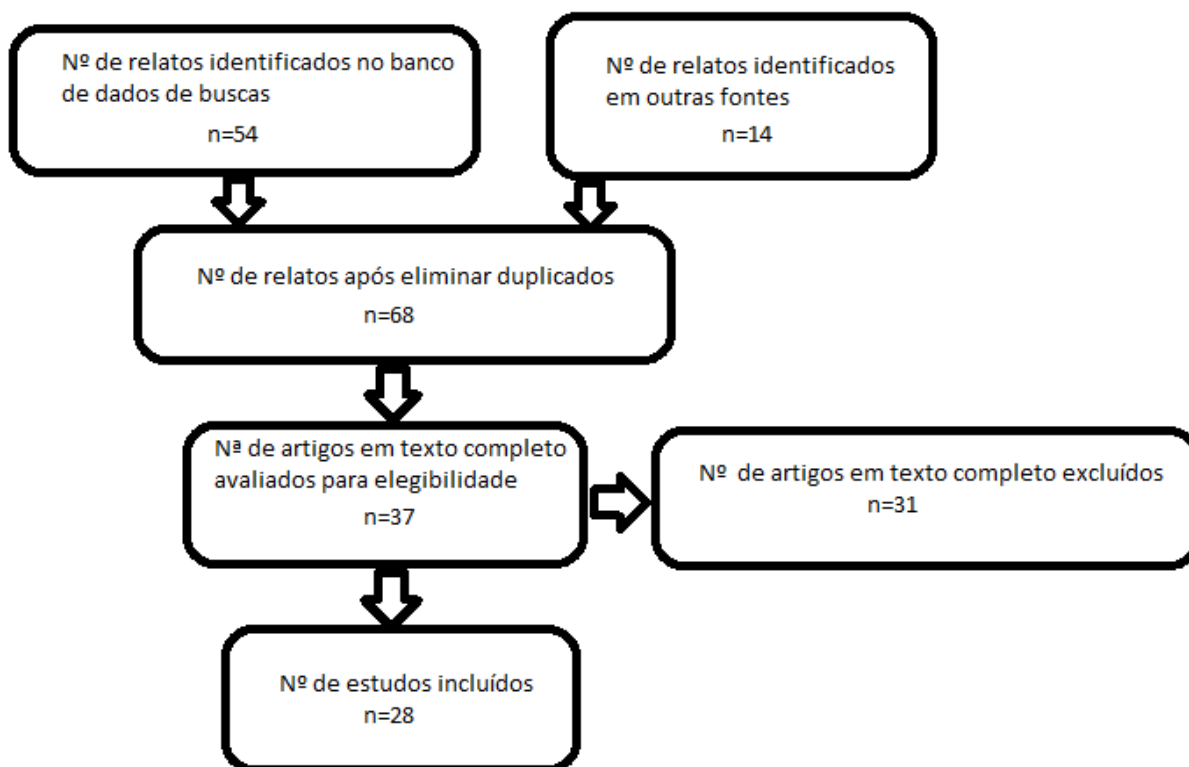 Nº de relatos identificados no banco
de dados de buscas
n=54
Nº de relatos identificados
em outras fontes
n=14
Nº de relatos após eliminar duplicados
n=68
Nª de artigos em texto completo
avaliados para elegibilidade
n=37
Nº  de artigos em texto completo excluídos
n=31
Nº de estudos incluídos
n=28